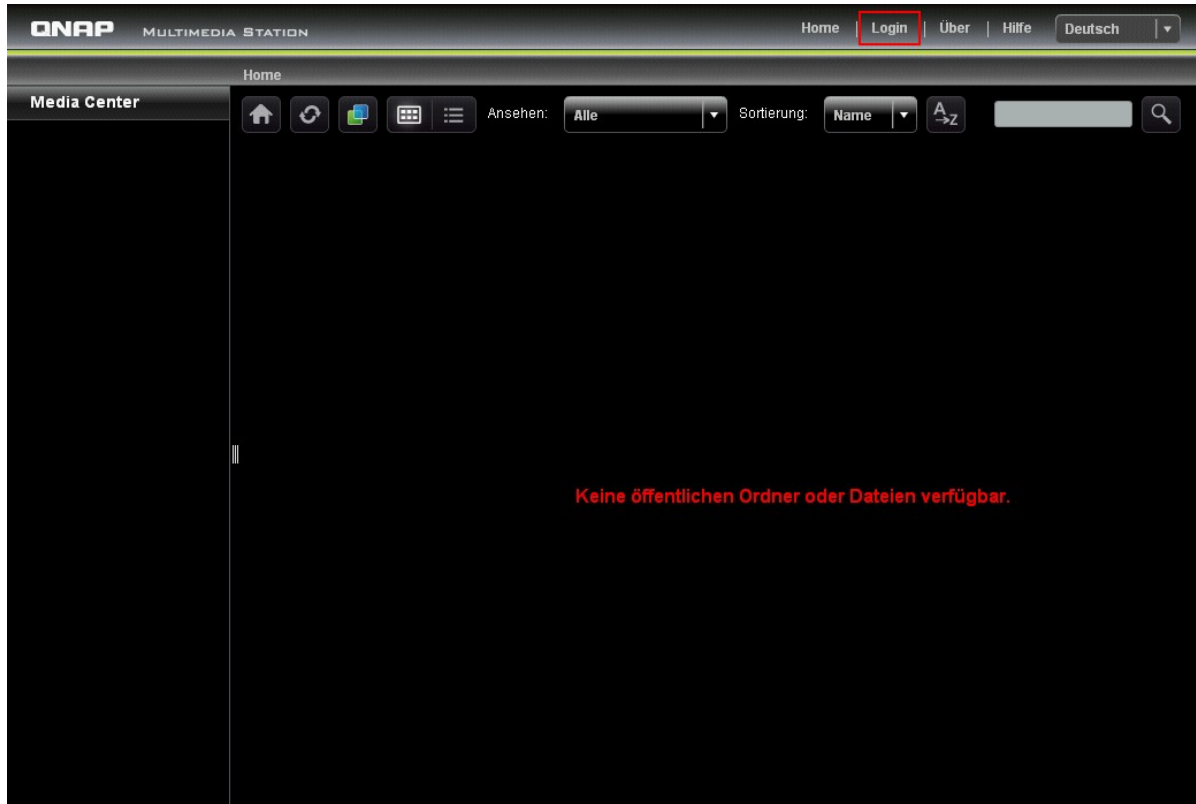 QNAP MULTIMEDIA STATION Home | Login | Über | Hilfe Deutsch
Home
Media Center
Ansehen: Alle Sortierung: Name A→Z
Keine öffentlichen Ordner oder Dateien verfügbar.